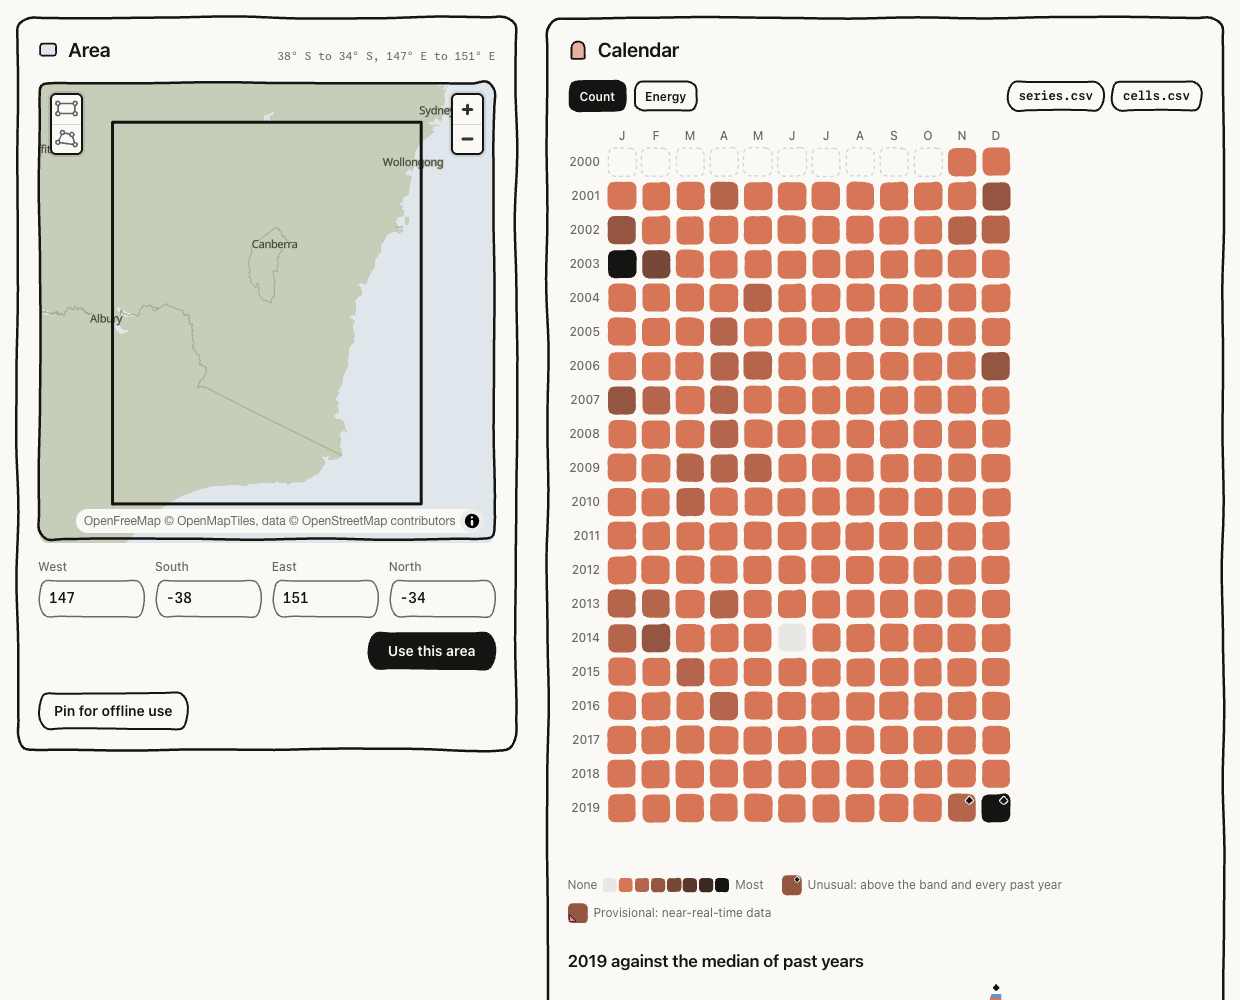 Area
38° S to 34° S, 147° E to 151° E
Sydney
Wollongong
Canberra
Albury
OpenFreeMap © OpenMapTiles, data © OpenStreetMap contributors
West South East North
147 -38 151 -34
Use this area
Pin for offline use
Calendar
Count Energy series.csv cells.csv
J F M A M J J A S O N D
2000
2001
2002
2003
2004
2005
2006
2007
2008
2009
2010
2011
2012
2013
2014
2015
2016
2017
2018
2019
None Most Unusual: above the band and every past year
Provisional: near-real-time data
2019 against the median of past years